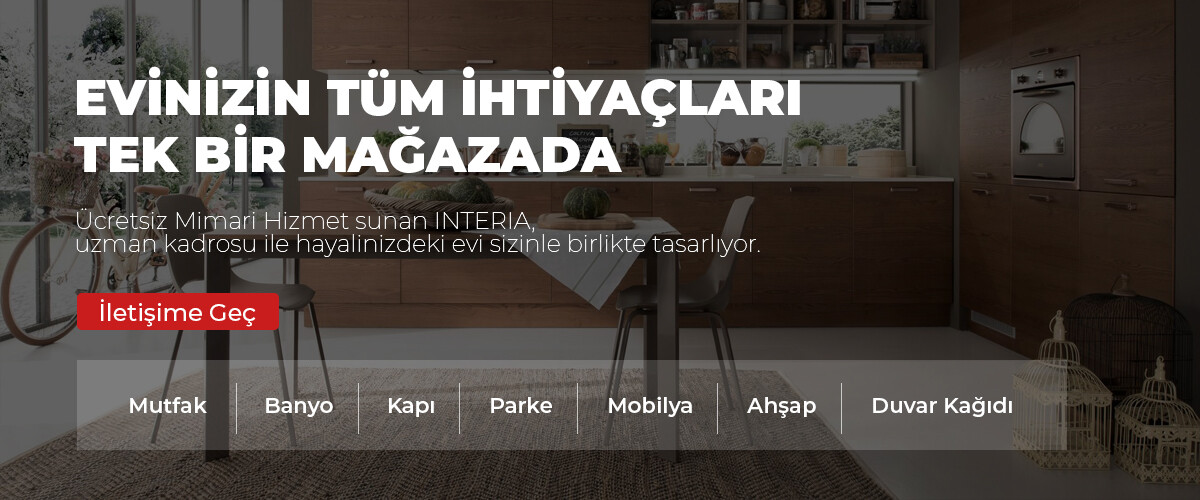 EVİNİZİN TÜM İHTİYAÇLARI
TEK BİR MAĞAZADA
Ücretsiz Mimari Hizmet sunan INTERIA,
uzman kadrosu ile hayalinizdeki evi sizinle birlikte tasarlıyor.
İletişime Geç
Mutfak Banyo Kapı Parke Mobilya Ahşap Duvar Kağıdı